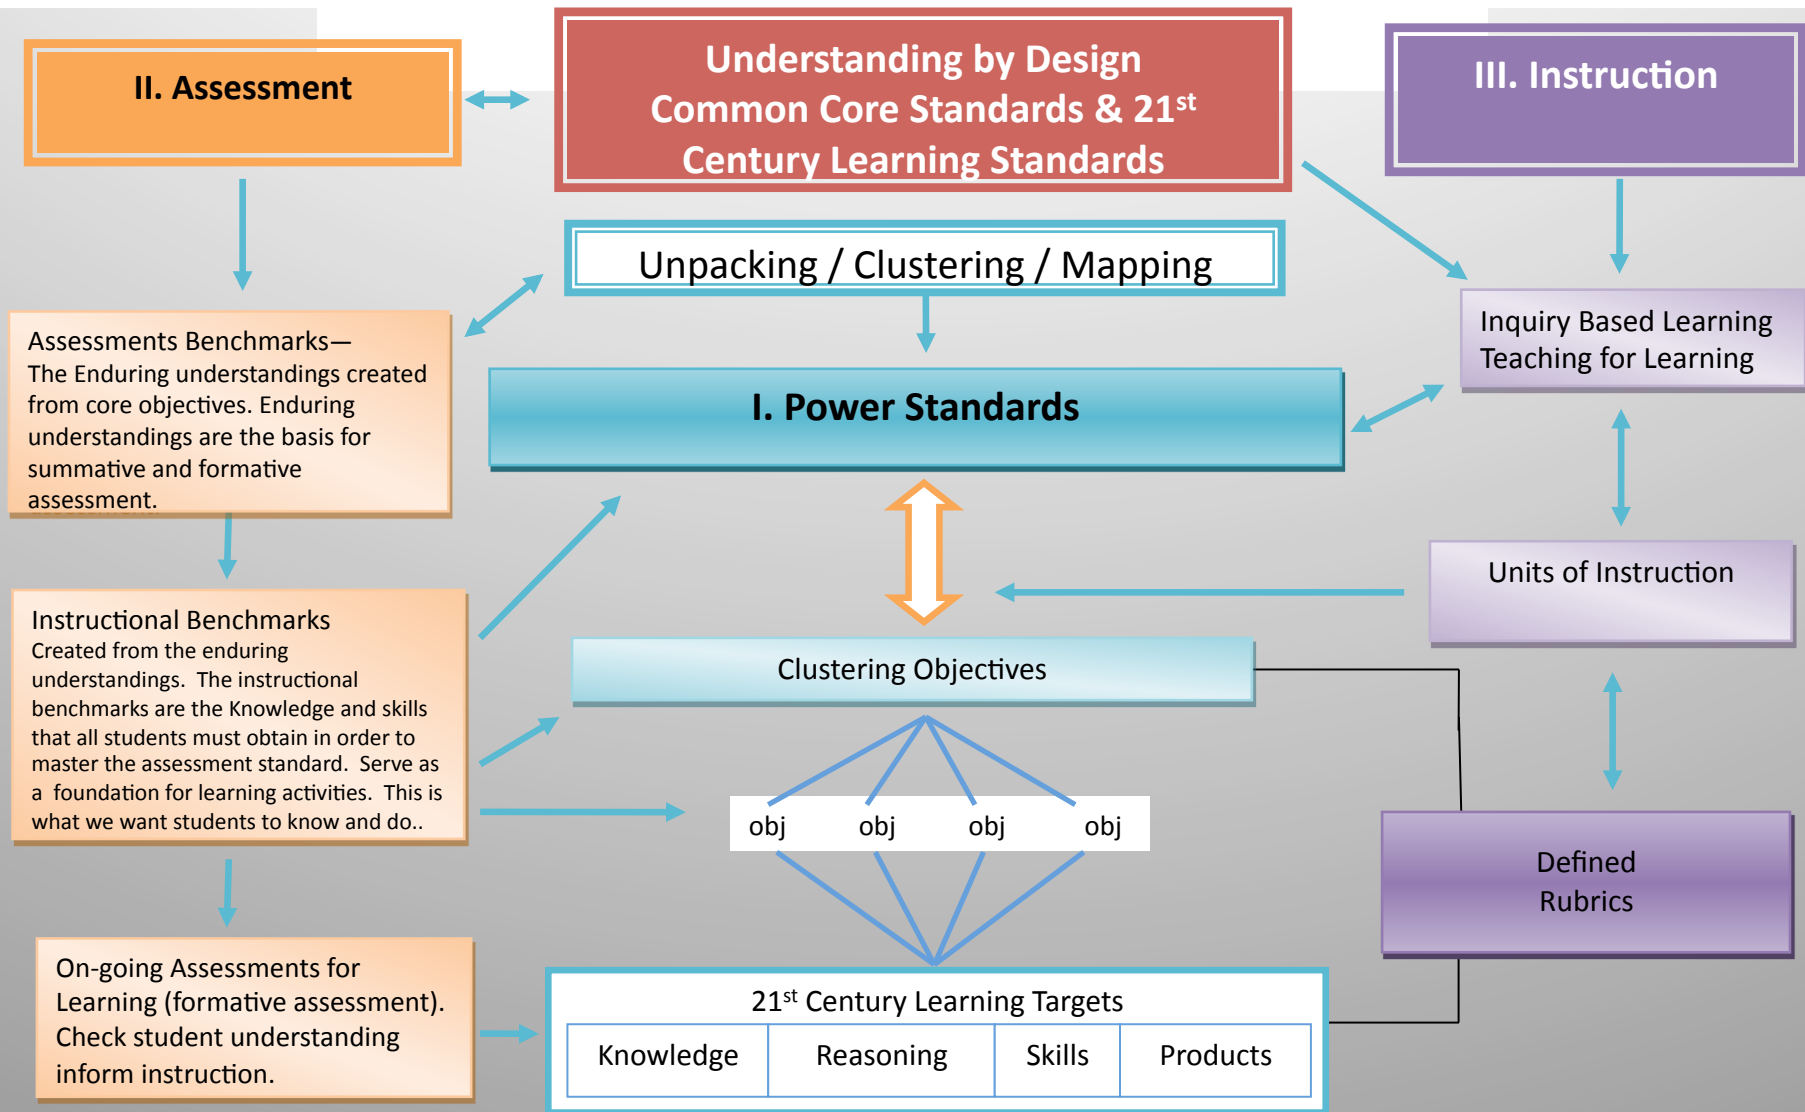 II. Assessment
Understanding by Design
Common Core Standards & 21st
Century Learning Standards
III. Instruction
Unpacking / Clustering / Mapping
Assessments Benchmarks—
The Enduring understandings created
from core objectives. Enduring
understandings are the basis for
summative and formative
assessment.
I. Power Standards
Inquiry Based Learning
Teaching for Learning
Units of Instruction
Instructional Benchmarks
Created from the enduring
understandings. The instructional
benchmarks are the Knowledge and skills
that all students must obtain in order to
master the assessment standard. Serve as
a foundation for learning activities. This is
what we want students to know and do..
Clustering Objectives
obj obj obj obj
Defined
Rubrics
On-going Assessments for
Learning (formative assessment).
Check student understanding
inform instruction.
21st Century Learning Targets
Knowledge Reasoning Skills Products